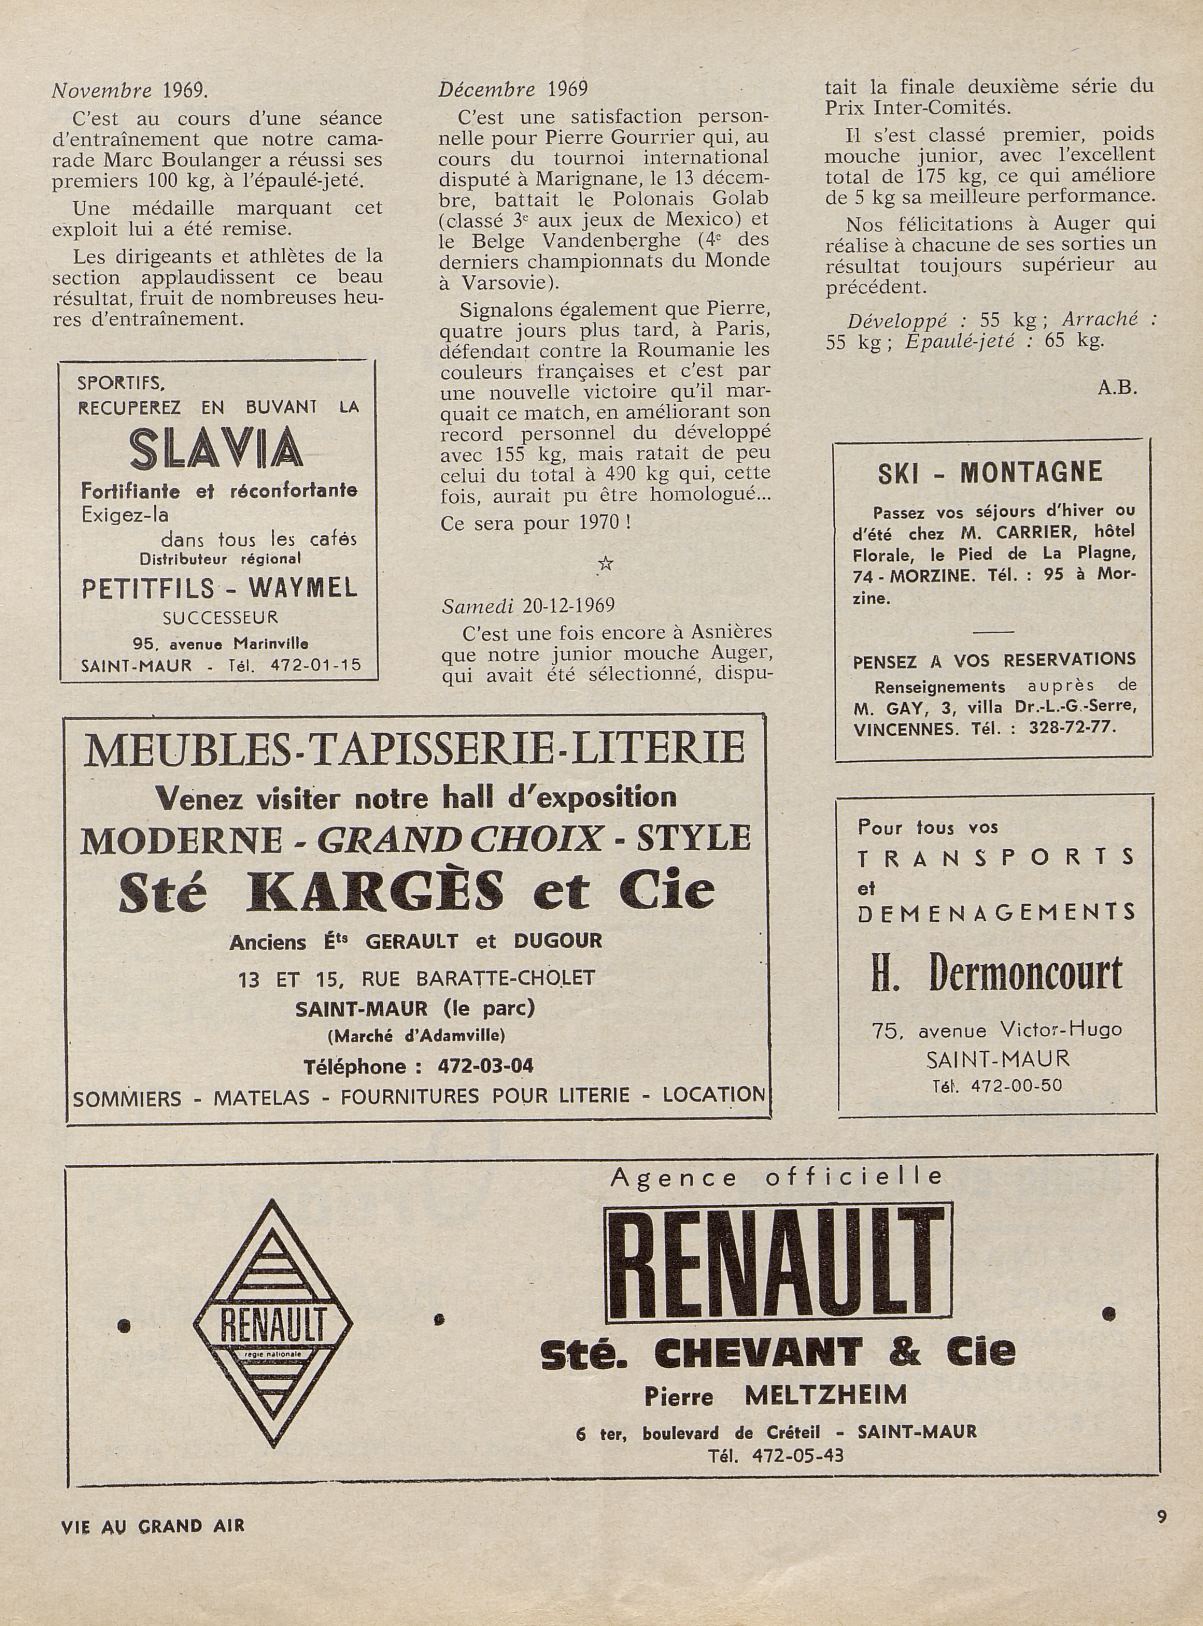 Novembre 1969.
C'est au cours d'une séance
d'entraînement que notre cama-
rade Marc Boulanger a réussi ses
premiers 100 kg, à l'épaulé-jeté.
Une médaille marquant cet
exploit lui a été remise.
Les dirigeants et athlètes de la
section applaudissent ce beau
résultat, fruit de nombreuses heu-
res d'entraînement.
SPORTIFS,
RECUPEREZ EN BUVANT LA
SLAVIA
Fortifiante et réconfortante
Exigez-la
dans tous les cafés
Distributeur régional
PETITFILS - WAYMEL
SUCCESSEUR
95, avenue Marinville
SAINT-MAUR - Tél. 472-01-15
Décembre 1969
C'est une satisfaction person-
nelle pour Pierre Gourrier qui, au
cours du tournoi international
disputé à Marignane, le 13 décem-
bre, battait le Polonais Golab
(classé 3e aux jeux de Mexico) et
le Belge Vandenberghe (4e des
derniers championnats du Monde
à Varsovie).
Signalons également que Pierre,
quatre jours plus tard, à Paris,
défendait contre la Roumanie les
couleurs françaises et c'est par
une nouvelle victoire qu'il mar-
quait ce match, en améliorant son
record personnel du développé
avec 155 kg, mais ratait de peu
celui du total à 490 kg qui, cette
fois, aurait pu être homologué...
Ce sera pour 1970 !
☆
Samedi 20-12-1969
C'est une fois encore à Asnières
que notre junior mouche Auger,
qui avait été sélectionné, dispu-
tait la finale deuxième série du
Prix Inter-Comités.
Il s'est classé premier, poids
mouche junior, avec l'excellent
total de 175 kg, ce qui améliore
de 5 kg sa meilleure performance.
Nos félicitations à Auger qui
réalise à chacune de ses sorties un
résultat toujours supérieur au
précédent.
Développé : 55 kg ; Arraché :
55 kg ; Epaulé-jeté : 65 kg.
A.B.
SKI - MONTAGNE
Passez vos séjours d'hiver ou
d'été chez M. CARRIER, hôtel
Florale, le Pied de La Plagne,
74 - MORZINE. Tél. : 95 à Mor-
zine.
PENSEZ A VOS RESERVATIONS
Renseignements auprès de
M. GAY, 3, villa Dr.-L.-G.-Serre,
VINCENNES. Tél. : 328-72-77.
MEUBLES-TAPISSERIE-LITERIE
Venez visiter notre hall d'exposition
MODERNE - GRAND CHOIX - STYLE
Sté KARGÈS et Cie
Anciens Éts GERAULT et DUGOUR
13 ET 15, RUE BARATTE-CHOLET
SAINT-MAUR (le parc)
(Marché d'Adamville)
Téléphone : 472-03-04
SOMMIERS - MATELAS - FOURNITURES POUR LITERIE - LOCATION
Pour tous vos
TRANSPORTS
et
DEMENAGEMENTS
H. Dermoncourt
75, avenue Victor-Hugo
SAINT-MAUR
Tél. 472-00-50
RENAULT
régie nationale
Agence officielle
RENAULT
Sté. CHEVANT & Cie
Pierre MELTZHEIM
6 ter, boulevard de Créteil - SAINT-MAUR
Tél. 472-05-43
VIE AU GRAND AIR
9